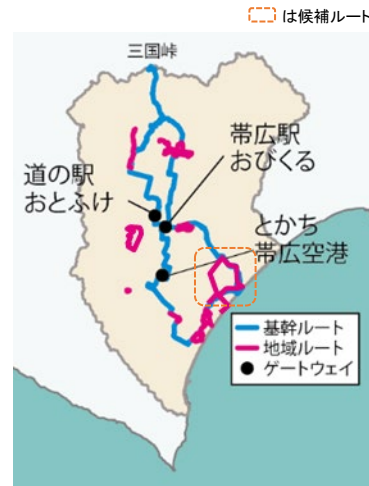 は候補ルート
三国峠
帯広駅
おびくる
道の駅
おとふけ
とかち
帯広空港
基幹ルート
地域ルート
ゲートウェイ